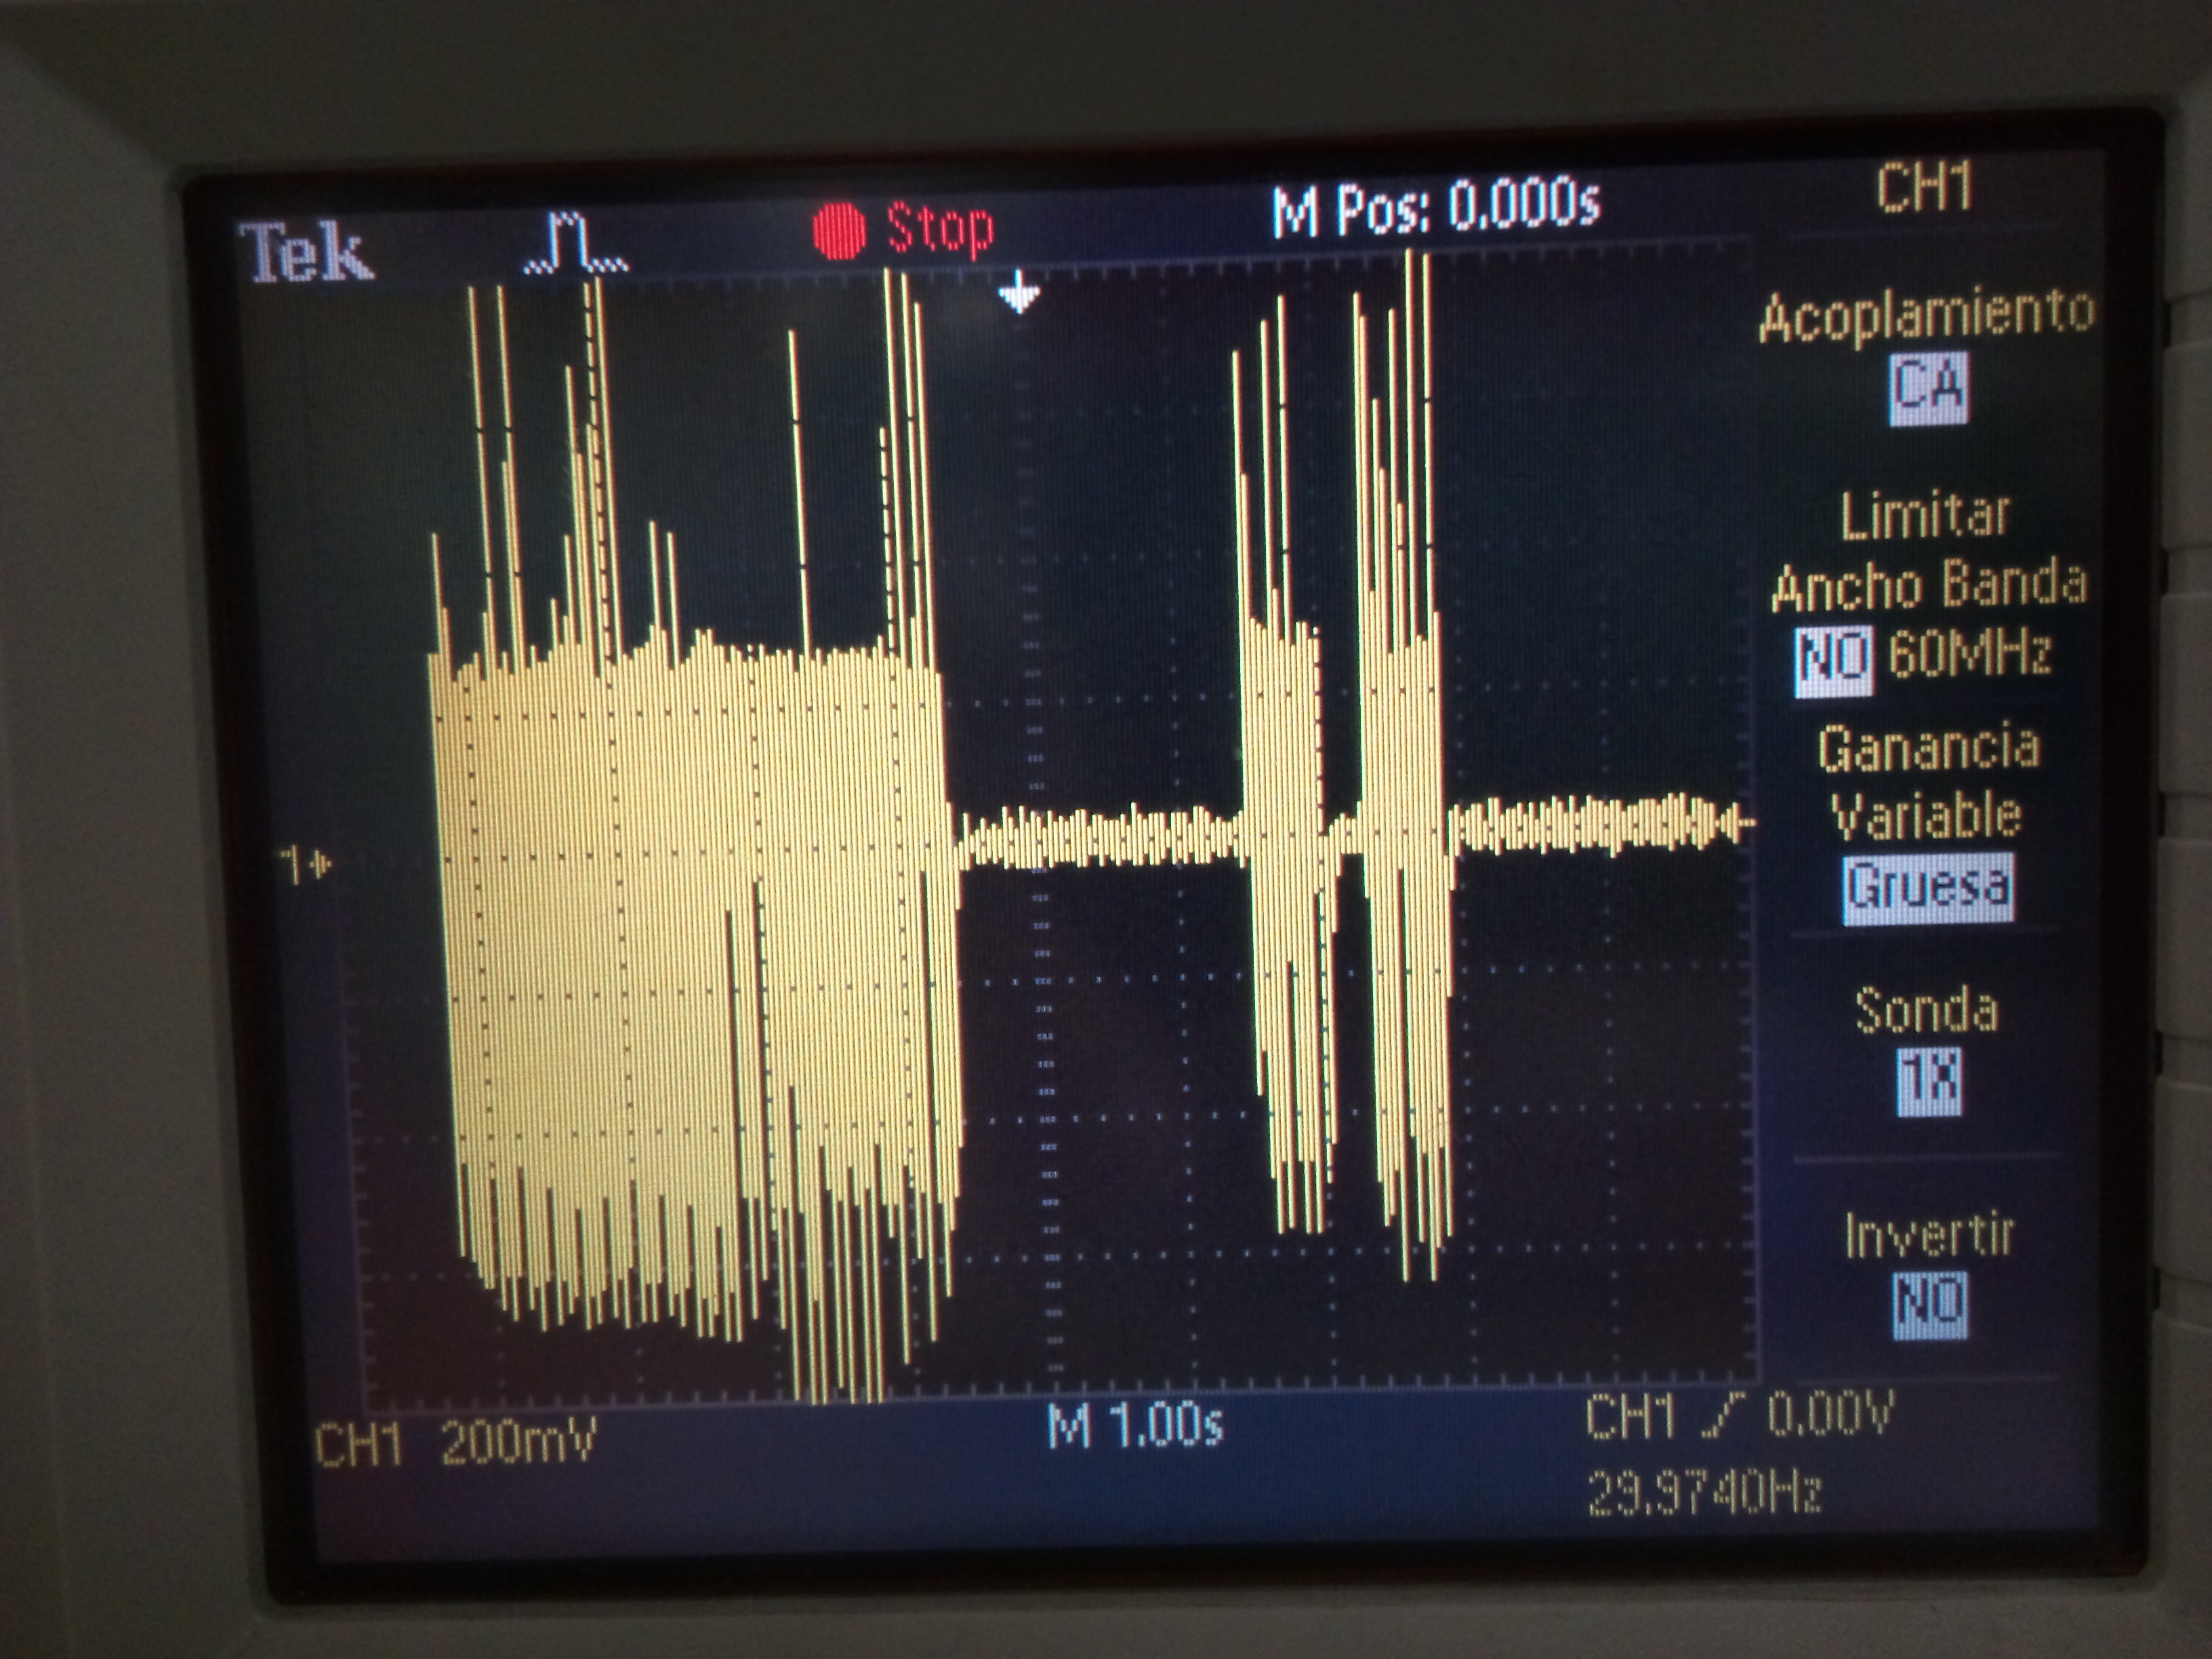 Tek Stop M Pos: 0.000s CH1
Acoplamiento
CA
Limitar
Ancho Banda
NO 60MHz
Ganancia
Variable
Gruesa
Sonda
1X
Invertir
NO
1
CH1 200mV M 1.00s CH1 0.00V
29.9740Hz